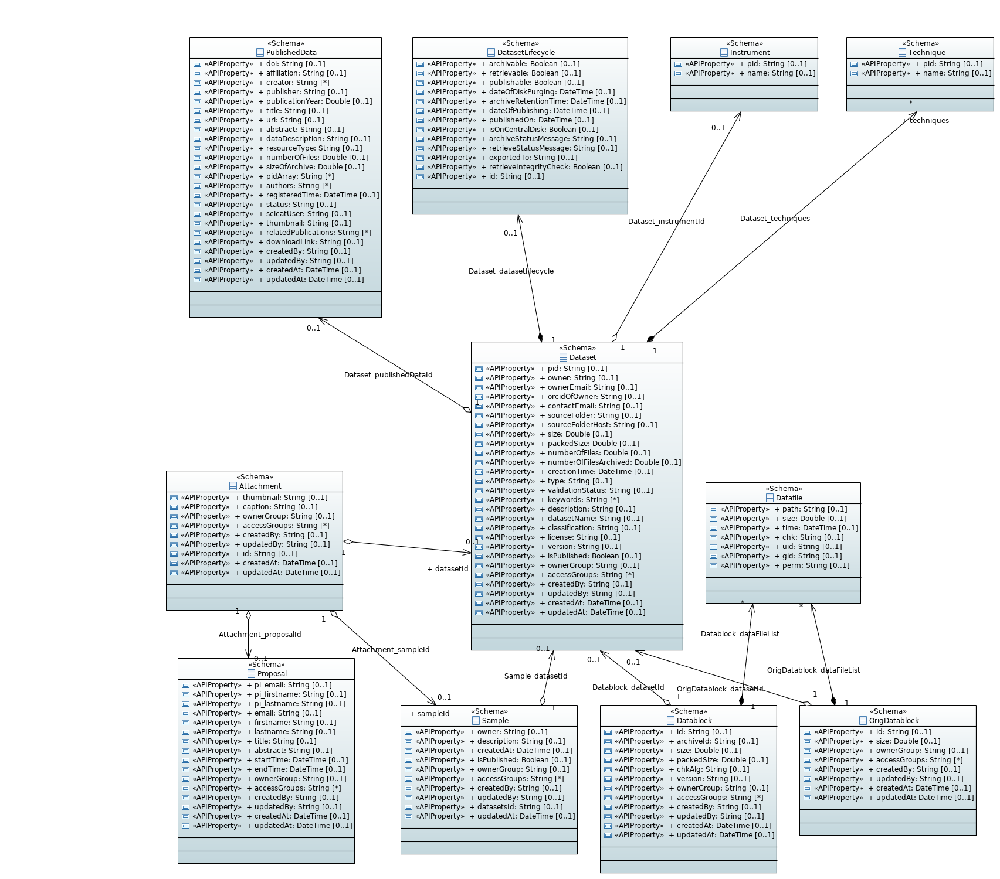 «Schema»
PublishedData
«APIProperty» + doi: String [0..1]
«APIProperty» + affiliation: String [0..1]
«APIProperty» + creator: String [*]
«APIProperty» + publisher: String [0..1]
«APIProperty» + publicationYear: Double [0..1]
«APIProperty» + title: String [0..1]
«APIProperty» + url: String [0..1]
«APIProperty» + abstract: String [0..1]
«APIProperty» + dataDescription: String [0..1]
«APIProperty» + resourceType: String [0..1]
«APIProperty» + numberOfFiles: Double [0..1]
«APIProperty» + sizeOfArchive: Double [0..1]
«APIProperty» + pidArray: String [*]
«APIProperty» + authors: String [*]
«APIProperty» + registeredTime: DateTime [0..1]
«APIProperty» + status: String [0..1]
«APIProperty» + scicatUser: String [0..1]
«APIProperty» + thumbnail: String [0..1]
«APIProperty» + relatedPublications: String [*]
«APIProperty» + downloadLink: String [0..1]
«APIProperty» + createdBy: String [0..1]
«APIProperty» + updatedBy: String [0..1]
«APIProperty» + createdAt: DateTime [0..1]
«APIProperty» + updatedAt: DateTime [0..1]
«Schema»
DatasetLifecycle
«APIProperty» + archivable: Boolean [0..1]
«APIProperty» + retrievable: Boolean [0..1]
«APIProperty» + publishable: Boolean [0..1]
«APIProperty» + dateOfDiskPurging: DateTime [0..1]
«APIProperty» + archiveRetentionTime: DateTime [0..1]
«APIProperty» + dateOfPublishing: DateTime [0..1]
«APIProperty» + publishedOn: DateTime [0..1]
«APIProperty» + isOnCentralDisk: Boolean [0..1]
«APIProperty» + archiveStatusMessage: String [0..1]
«APIProperty» + retrieveStatusMessage: String [0..1]
«APIProperty» + exportedTo: String [0..1]
«APIProperty» + retrieveIntegrityCheck: Boolean [0..1]
«APIProperty» + id: String [0..1]
«Schema»
Instrument
«APIProperty» + pid: String [0..1]
«APIProperty» + name: String [0..1]
«Schema»
Technique
«APIProperty» + pid: String [0..1]
«APIProperty» + name: String [0..1]
*
+ techniques
0..1
Dataset_instrumentId
Dataset_techniques
0..1
Dataset_datasetlifecycle
0..1
Dataset_publishedDataId
1
1
1
1
«Schema»
Dataset
«APIProperty» + pid: String [0..1]
«APIProperty» + owner: String [0..1]
«APIProperty» + ownerEmail: String [0..1]
«APIProperty» + orcidOfOwner: String [0..1]
«APIProperty» + contactEmail: String [0..1]
«APIProperty» + sourceFolder: String [0..1]
«APIProperty» + sourceFolderHost: String [0..1]
«APIProperty» + size: Double [0..1]
«APIProperty» + packedSize: Double [0..1]
«APIProperty» + numberOfFiles: Double [0..1]
«APIProperty» + numberOfFilesArchived: Double [0..1]
«APIProperty» + creationTime: DateTime [0..1]
«APIProperty» + type: String [0..1]
«APIProperty» + validationStatus: String [0..1]
«APIProperty» + keywords: String [*]
«APIProperty» + description: String [0..1]
«APIProperty» + datasetName: String [0..1]
«APIProperty» + classification: String [0..1]
«APIProperty» + license: String [0..1]
«APIProperty» + version: String [0..1]
«APIProperty» + isPublished: Boolean [0..1]
«APIProperty» + ownerGroup: String [0..1]
«APIProperty» + accessGroups: String [*]
«APIProperty» + createdBy: String [0..1]
«APIProperty» + updatedBy: String [0..1]
«APIProperty» + createdAt: DateTime [0..1]
«APIProperty» + updatedAt: DateTime [0..1]
«Schema»
Attachment
«APIProperty» + thumbnail: String [0..1]
«APIProperty» + caption: String [0..1]
«APIProperty» + ownerGroup: String [0..1]
«APIProperty» + accessGroups: String [*]
«APIProperty» + createdBy: String [0..1]
«APIProperty» + updatedBy: String [0..1]
«APIProperty» + id: String [0..1]
«APIProperty» + createdAt: DateTime [0..1]
«APIProperty» + updatedAt: DateTime [0..1]
1
0..1
+ datasetId
«Schema»
Datafile
«APIProperty» + path: String [0..1]
«APIProperty» + size: Double [0..1]
«APIProperty» + time: DateTime [0..1]
«APIProperty» + chk: String [0..1]
«APIProperty» + uid: String [0..1]
«APIProperty» + gid: String [0..1]
«APIProperty» + perm: String [0..1]
*
*
1
1
Attachment_proposalId
Attachment_sampleId
0..1
0..1
+ sampleId
0..1
0..1
0..1
Sample_datasetId
Datablock_datasetId
OrigDatablock_datasetId
Datablock_dataFileList
OrigDatablock_dataFileList
1
1
1
1
1
«Schema»
Proposal
«APIProperty» + pi_email: String [0..1]
«APIProperty» + pi_firstname: String [0..1]
«APIProperty» + pi_lastname: String [0..1]
«APIProperty» + email: String [0..1]
«APIProperty» + firstname: String [0..1]
«APIProperty» + lastname: String [0..1]
«APIProperty» + title: String [0..1]
«APIProperty» + abstract: String [0..1]
«APIProperty» + startTime: DateTime [0..1]
«APIProperty» + endTime: DateTime [0..1]
«APIProperty» + ownerGroup: String [0..1]
«APIProperty» + accessGroups: String [*]
«APIProperty» + createdBy: String [0..1]
«APIProperty» + updatedBy: String [0..1]
«APIProperty» + createdAt: DateTime [0..1]
«APIProperty» + updatedAt: DateTime [0..1]
«Schema»
Sample
«APIProperty» + owner: String [0..1]
«APIProperty» + description: String [0..1]
«APIProperty» + createdAt: DateTime [0..1]
«APIProperty» + isPublished: Boolean [0..1]
«APIProperty» + ownerGroup: String [0..1]
«APIProperty» + accessGroups: String [*]
«APIProperty» + createdBy: String [0..1]
«APIProperty» + updatedBy: String [0..1]
«APIProperty» + datasetsId: String [0..1]
«APIProperty» + updatedAt: DateTime [0..1]
«Schema»
Datablock
«APIProperty» + id: String [0..1]
«APIProperty» + archiveId: String [0..1]
«APIProperty» + size: Double [0..1]
«APIProperty» + packedSize: Double [0..1]
«APIProperty» + chkAlg: String [0..1]
«APIProperty» + version: String [0..1]
«APIProperty» + ownerGroup: String [0..1]
«APIProperty» + accessGroups: String [*]
«APIProperty» + createdBy: String [0..1]
«APIProperty» + updatedBy: String [0..1]
«APIProperty» + createdAt: DateTime [0..1]
«APIProperty» + updatedAt: DateTime [0..1]
«Schema»
OrigDatablock
«APIProperty» + id: String [0..1]
«APIProperty» + size: Double [0..1]
«APIProperty» + ownerGroup: String [0..1]
«APIProperty» + accessGroups: String [*]
«APIProperty» + createdBy: String [0..1]
«APIProperty» + updatedBy: String [0..1]
«APIProperty» + createdAt: DateTime [0..1]
«APIProperty» + updatedAt: DateTime [0..1]